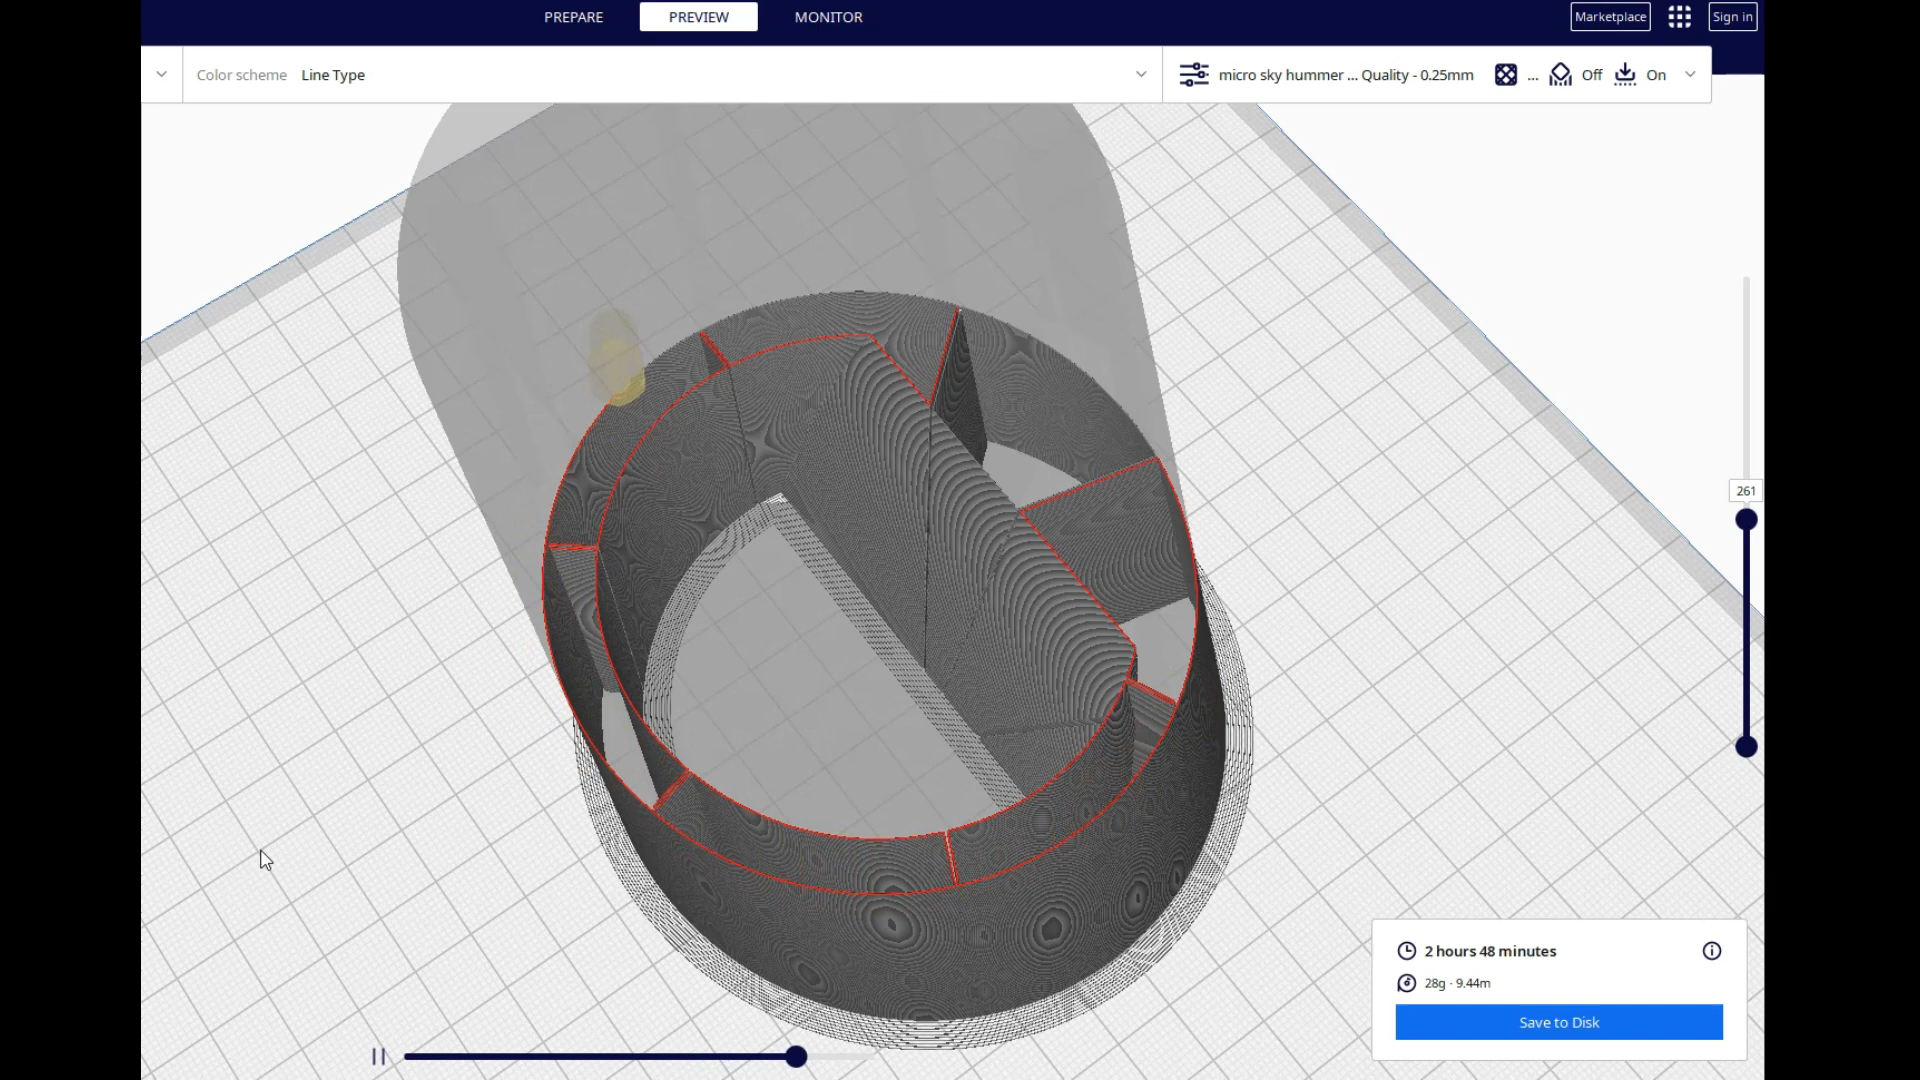 PREPARE PREVIEW MONITOR Marketplace Sign in
Color scheme Line Type micro sky hummer ... Quality - 0.25mm ... Off On
261
2 hours 48 minutes
28g · 9.44m
Save to Disk